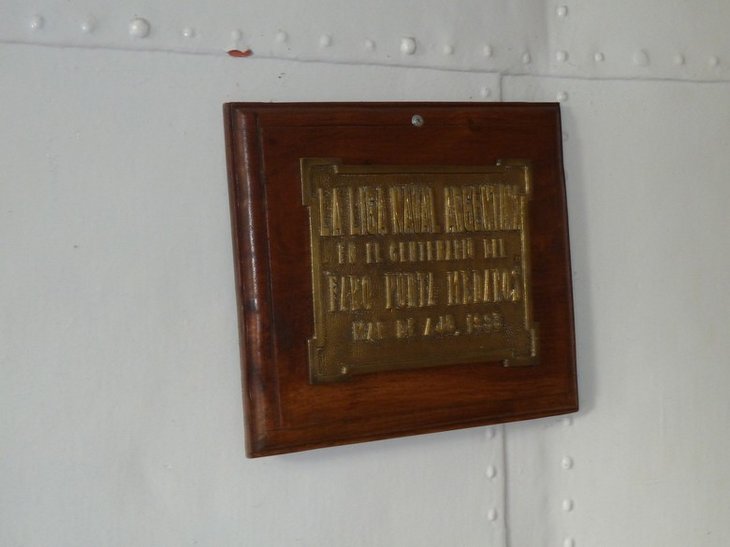 LA LIGA NAVAL ARGENTINA
EN EL CENTENARIO DEL
FARO PUNTA MEDANOS
MAR DE AJO,